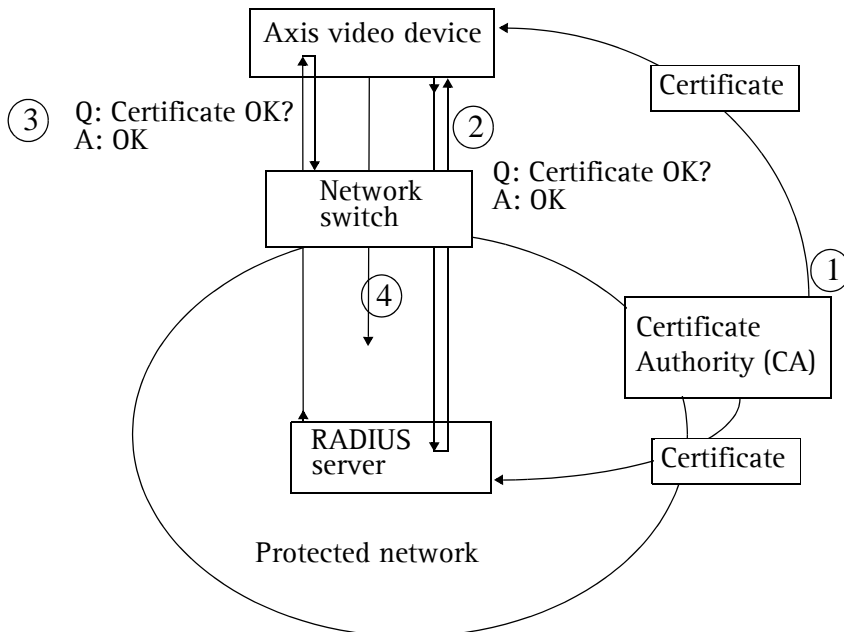 Axis video device
Certificate
3
Q: Certificate OK?
A: OK
2
Q: Certificate OK?
A: OK
Network
switch
1
4
Certificate
Authority (CA)
RADIUS
server
Certificate
Protected network